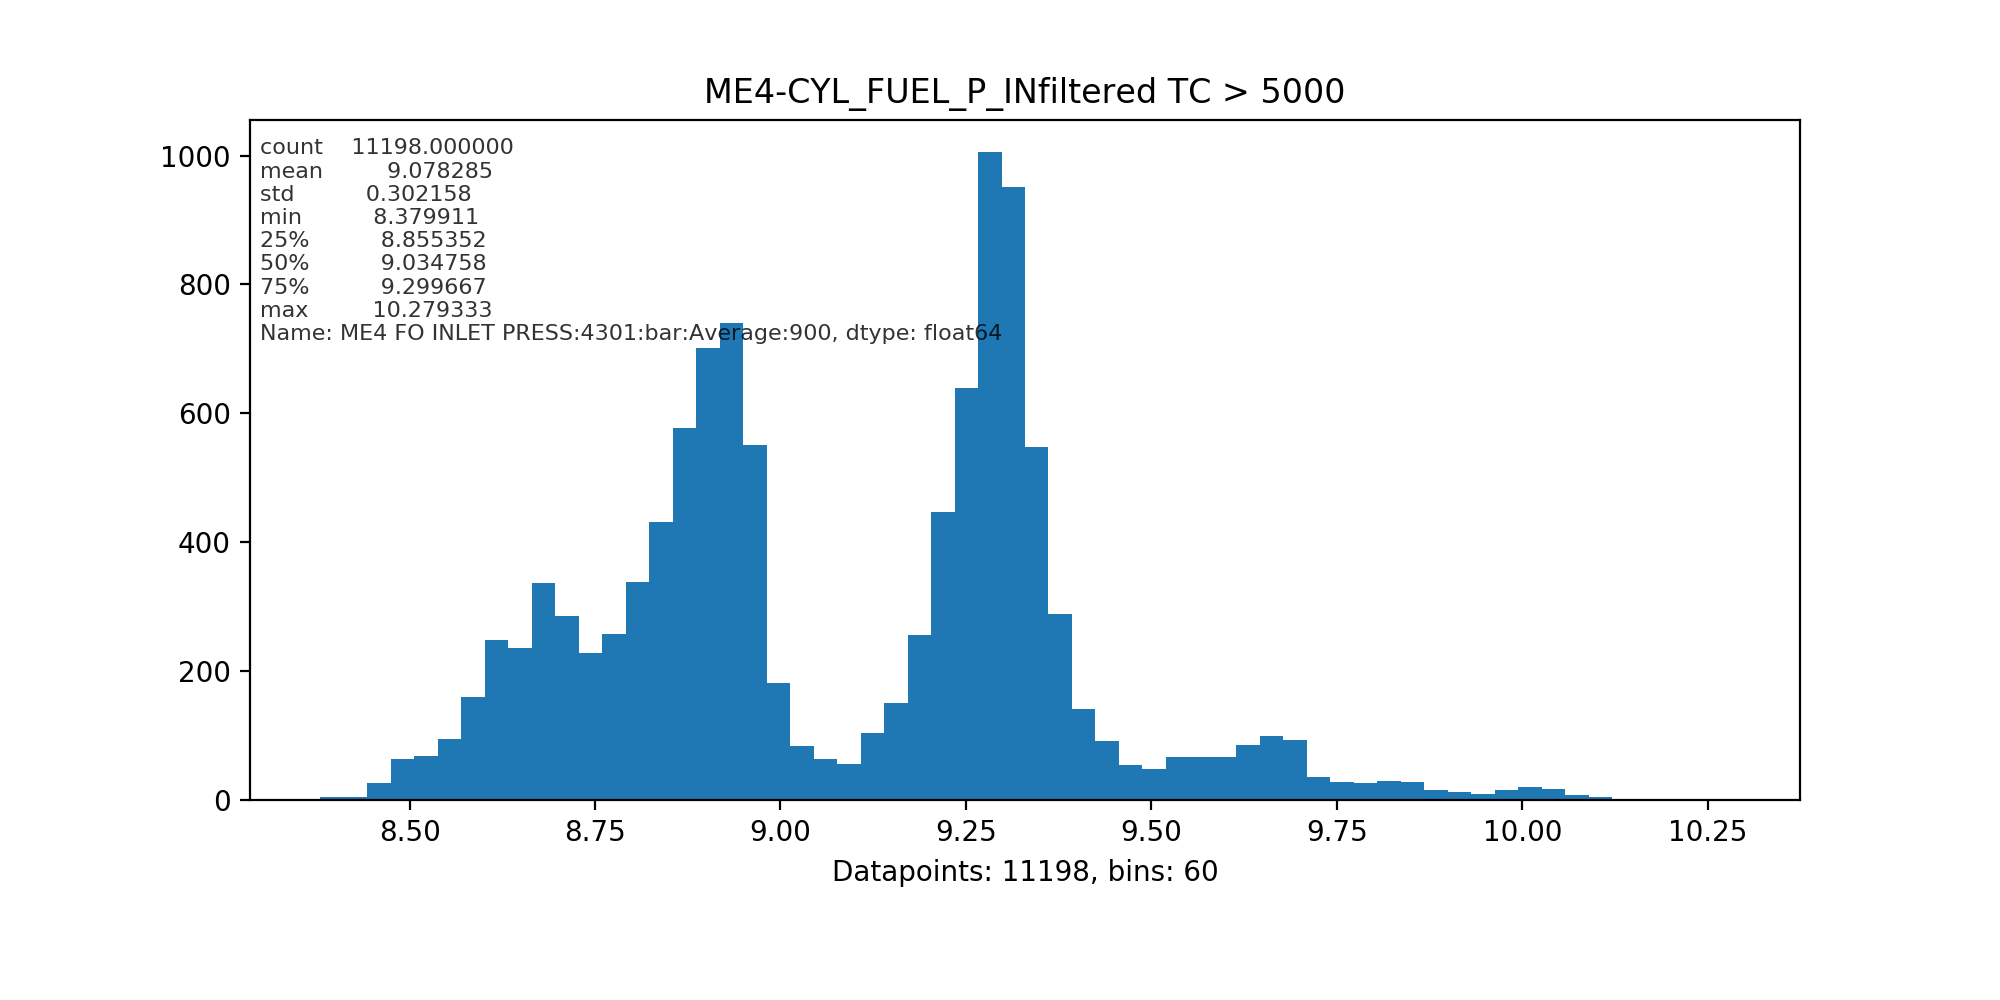 ME4-CYL_FUEL_P_INfiltered TC > 5000
count 11198.000000
mean 9.078285
std 0.302158
min 8.379911
25% 8.855352
50% 9.034758
75% 9.299667
max 10.279333
Name: ME4 FO INLET PRESS:4301:bar:Average:900, dtype: float64
1000
800
600
400
200
0
8.50 8.75 9.00 9.25 9.50 9.75 10.00 10.25
Datapoints: 11198, bins: 60